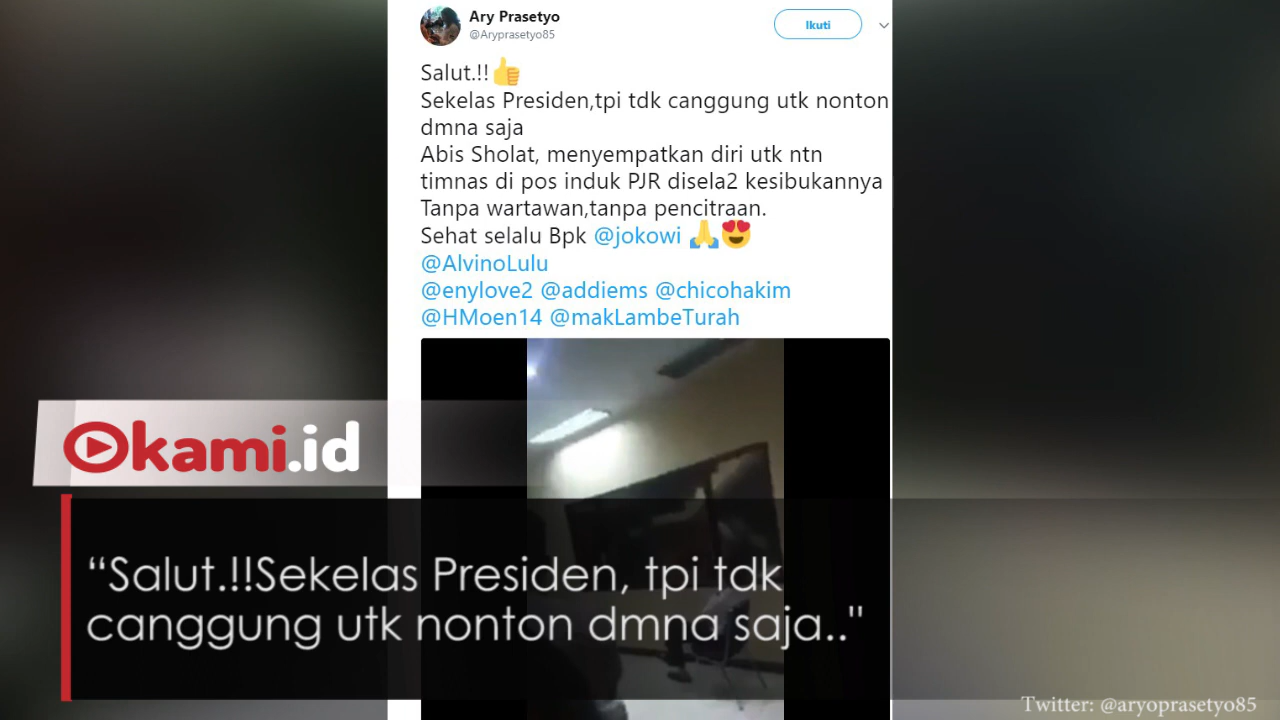 Ary Prasetyo
@Aryprasetyo85
Ikuti
Salut.!!👍
Sekelas Presiden,tpi tdk canggung utk nonton
dmna saja
Abis Sholat, menyempatkan diri utk ntn
timnas di pos induk PJR disela2 kesibukannya
Tanpa wartawan,tanpa pencitraan.
Sehat selalu Bpk @jokowi 🙏😍
@AlvinoLulu
@enylove2 @addiems @chicohakim
@HMoen14 @makLambeTurah
Okami.id
“Salut.!!Sekelas Presiden, tpi tdk
canggung utk nonton dmna saja.."
Twitter: @aryoprasetyo85